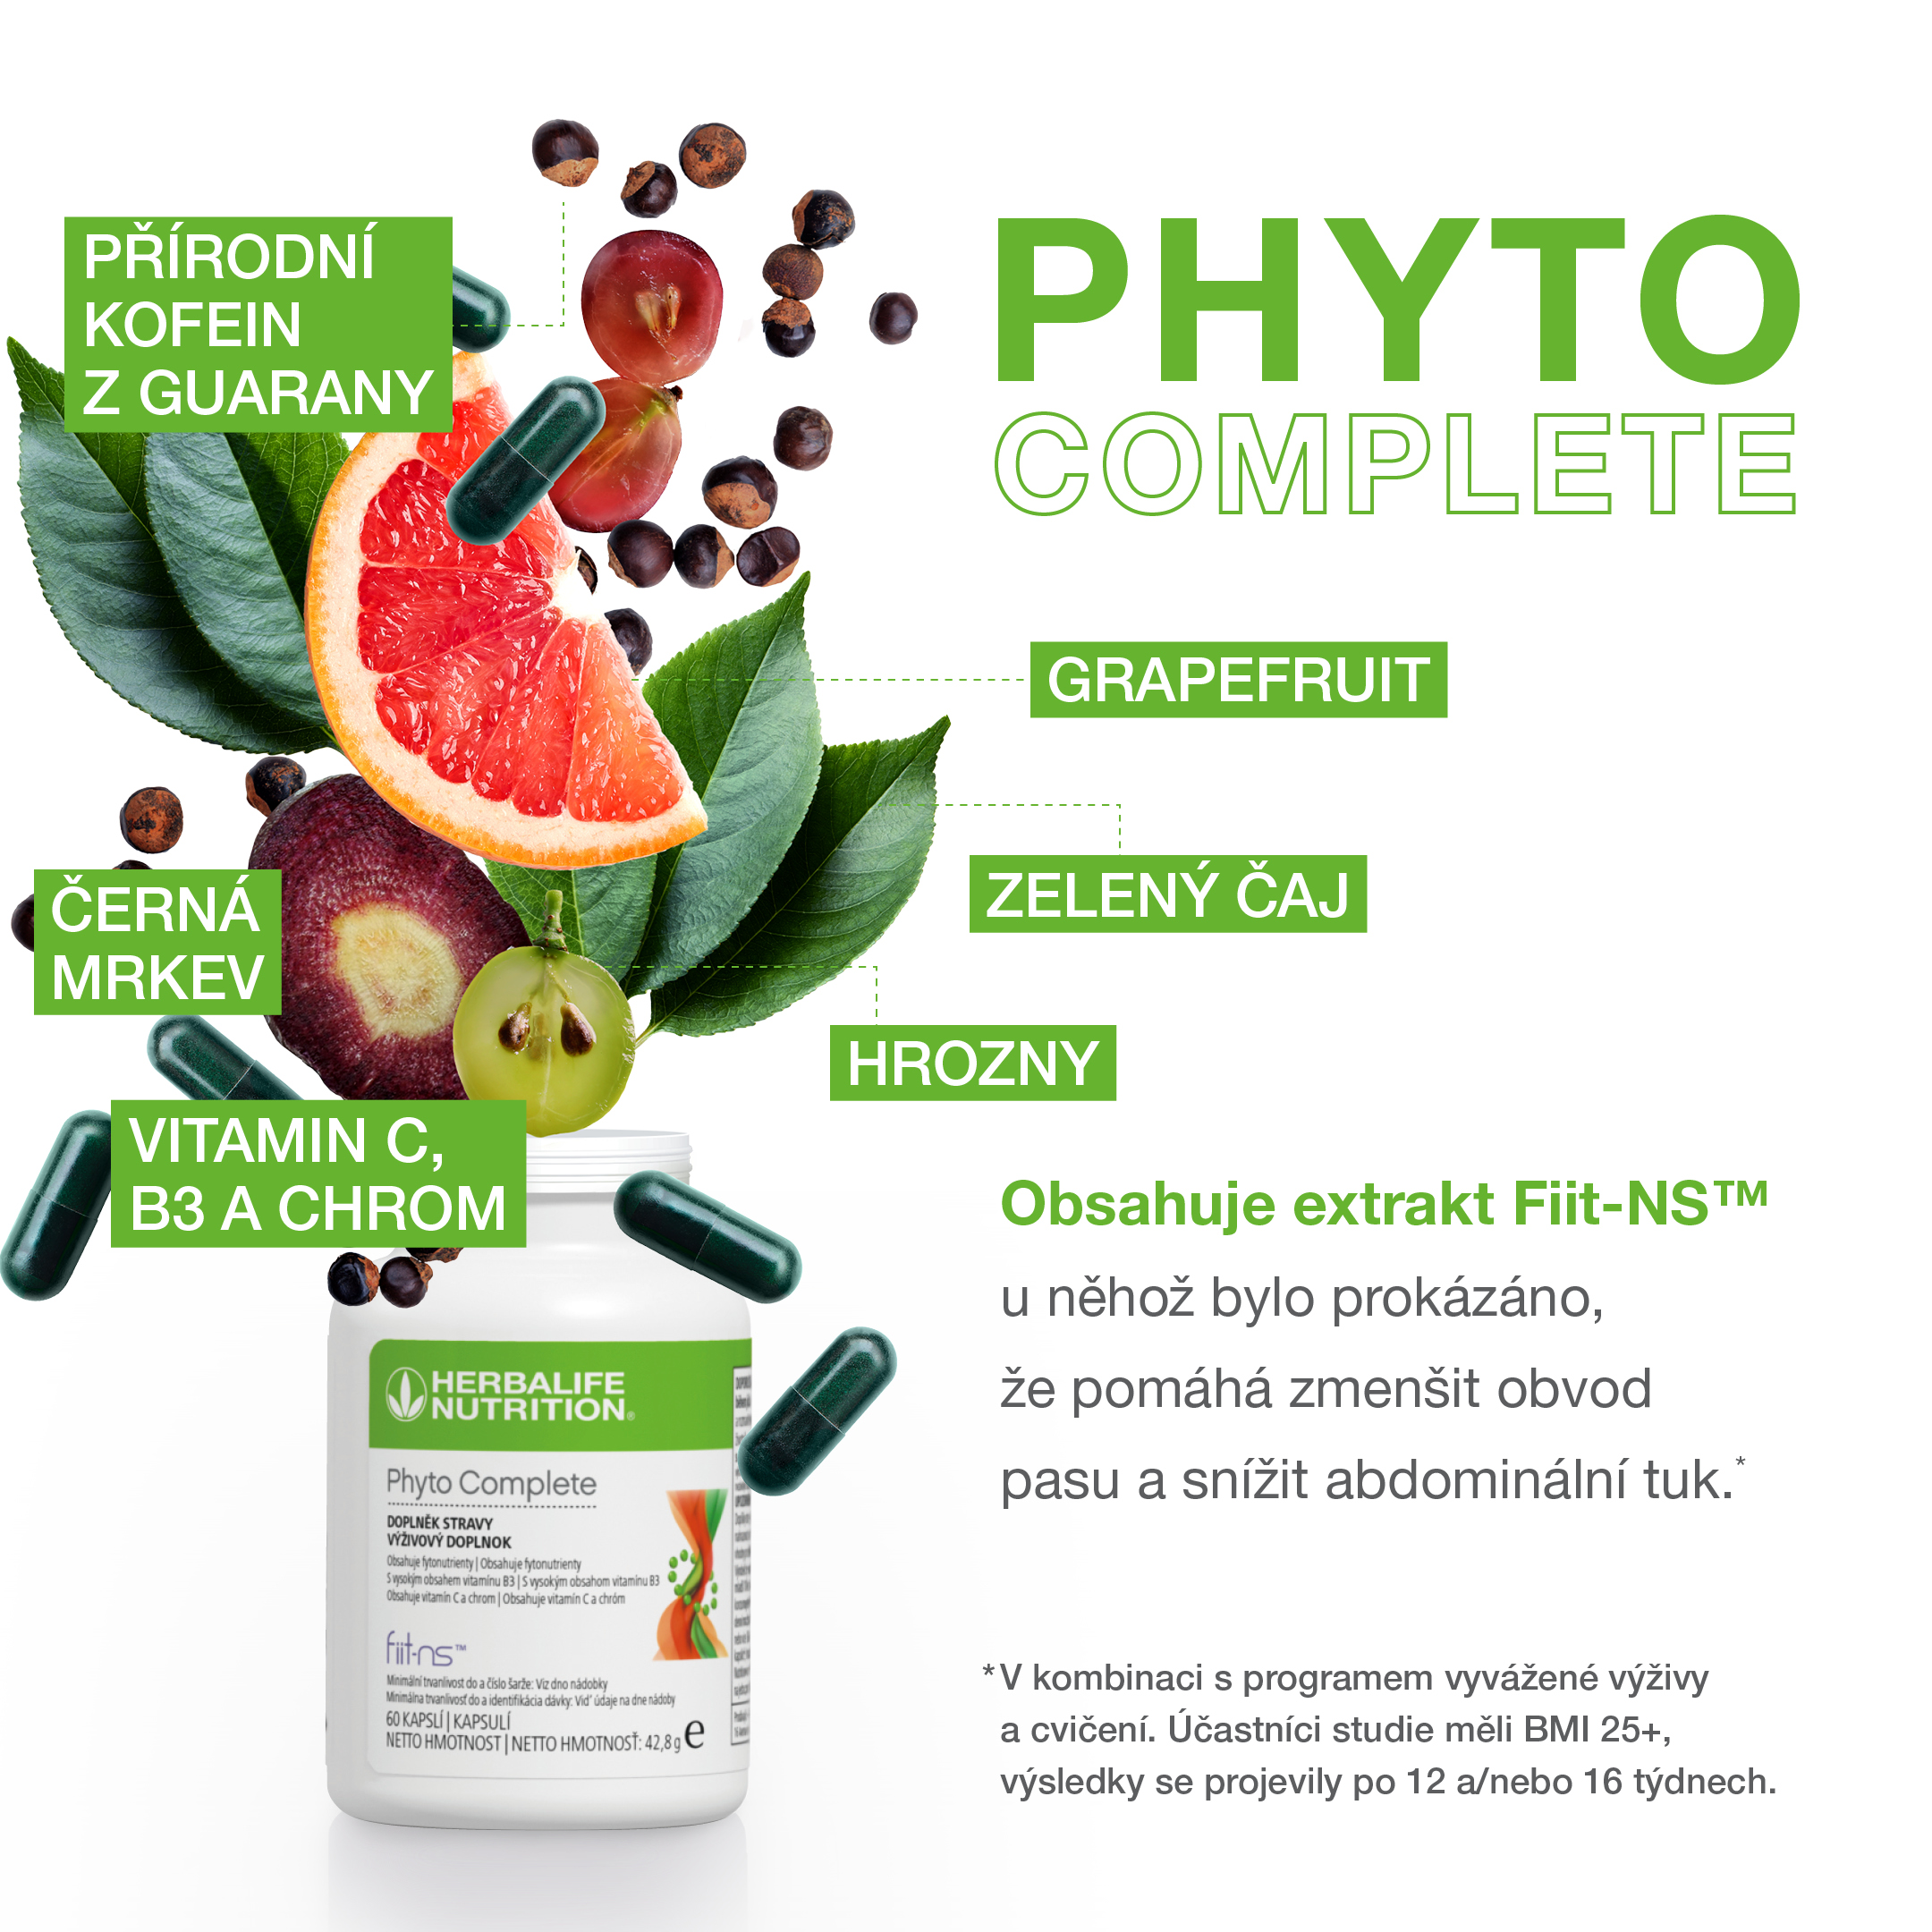 PHYTO
COMPLETE
PŘÍRODNÍ
KOFEIN
Z GUARANY
GRAPEFRUIT
ZELENÝ ČAJ
ČERNÁ
MRKEV
HROZNY
VITAMIN C,
B3 A CHROM
Obsahuje extrakt Fiit-NS™
u něhož bylo prokázáno,
že pomáhá zmenšit obvod
pasu a snížit abdominální tuk.*
*V kombinaci s programem vyvážené výživy
a cvičení. Účastníci studie měli BMI 25+,
výsledky se projevily po 12 a/nebo 16 týdnech.
HERBALIFE
NUTRITION®
Phyto Complete
DOPLNĚK STRAVY
VÝŽIVOVÝ DOPLNOK
Obsahuje fytonutrienty | Obsahuje fytonutrienty
S vysokým obsahem vitamínu B3 | S vysokým obsahom vitamínu B3
Obsahuje vitamín C a chrom | Obsahuje vitamín C a chróm
fiit-ns™
Minimální trvanlivost do a číslo šarže: Viz dno nádobky
Minimálna trvanlivosť do a identifikácia dávky: Viď údaje na dne nádoby
60 KAPSLÍ | KAPSULÍ
NETTO HMOTNOST | NETTO HMOTNOSŤ: 42,8 g e